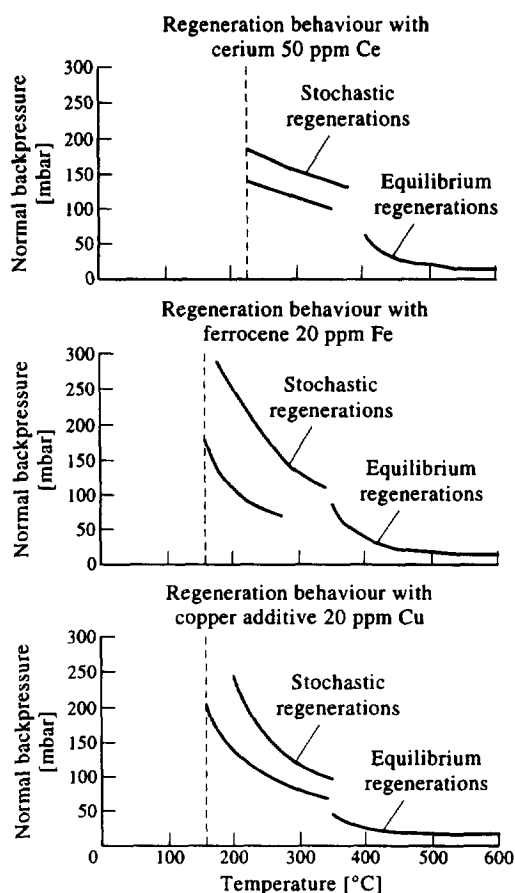 Regeneration behaviour with
cerium 50 ppm Ce
Normal backpressure
[mbar]
300
250
200
150
100
50
0
Stochastic
regenerations
Equilibrium
regenerations
Regeneration behaviour with
ferrocene 20 ppm Fe
Normal backpressure
[mbar]
300
250
200
150
100
50
0
Stochastic
regenerations
Equilibrium
regenerations
Regeneration behaviour with
copper additive 20 ppm Cu
Normal backpressure
[mbar]
300
250
200
150
100
50
Stochastic
regenerations
Equilibrium
regenerations
0 100 200 300 400 500 600
Temperature [°C]